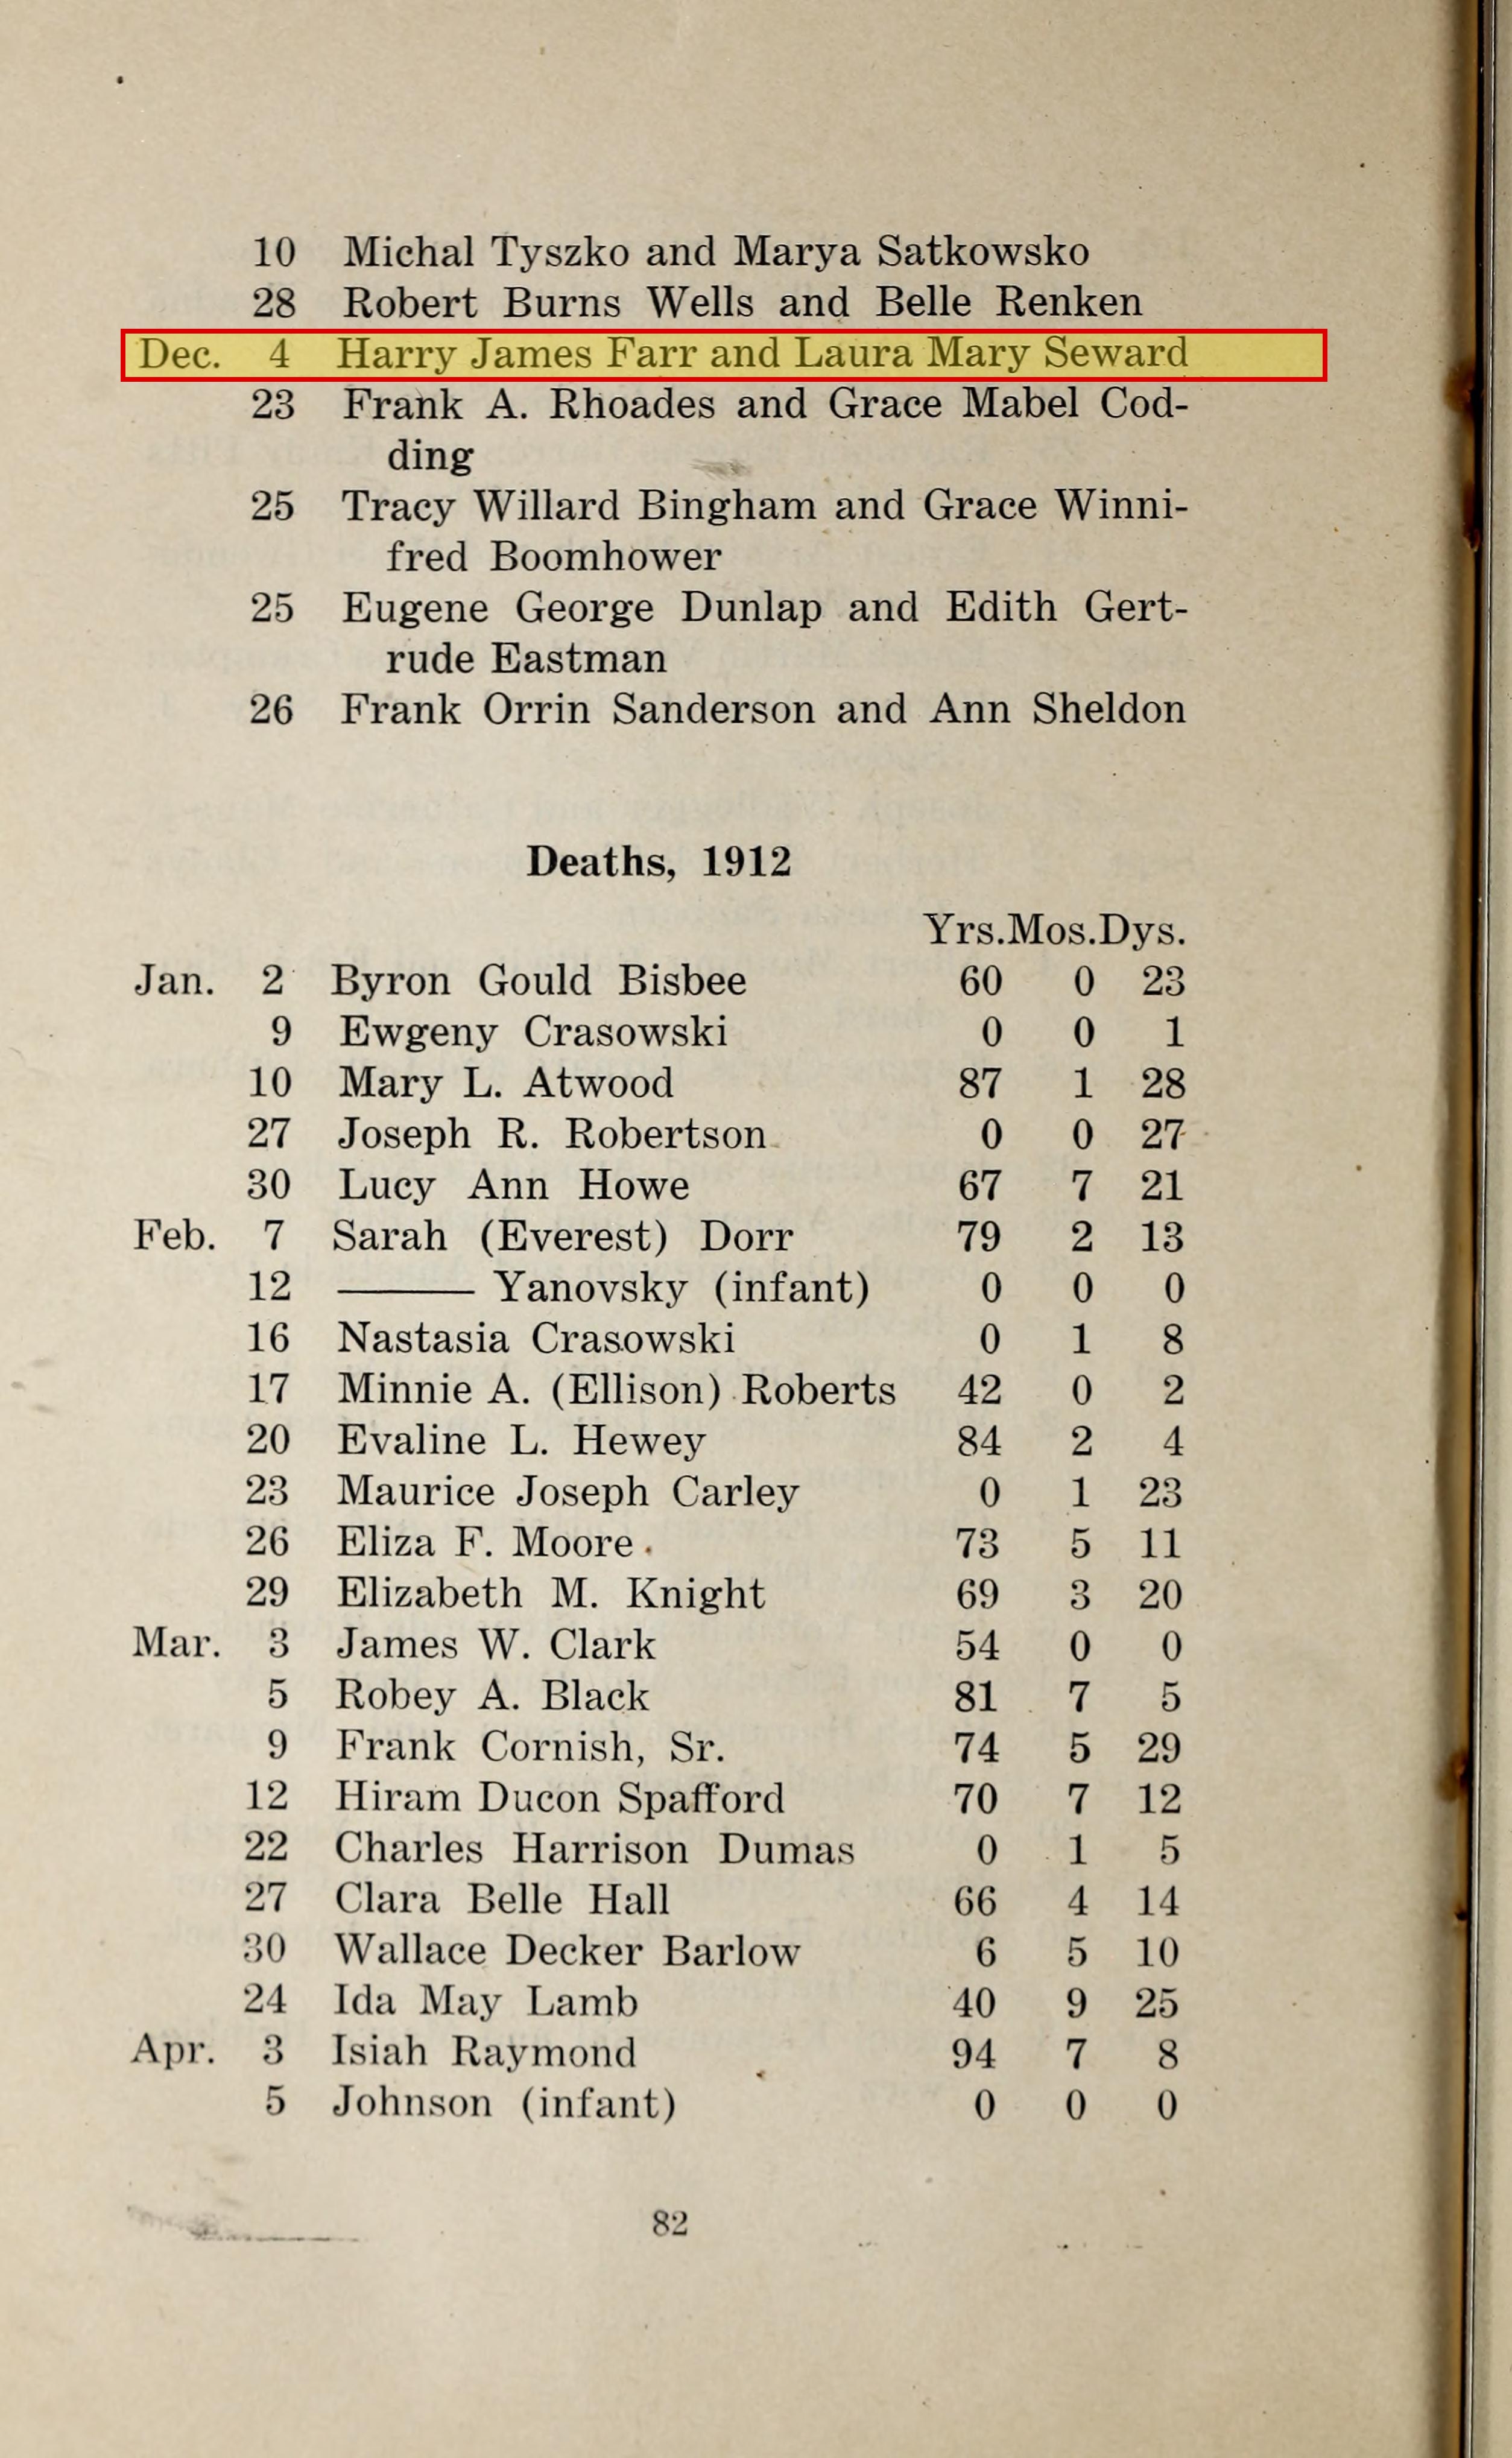 10 Michal Tyszko and Marya Satkowsko
28 Robert Burns Wells and Belle Renken
Dec. 4 Harry James Farr and Laura Mary Seward
23 Frank A. Rhoades and Grace Mabel Cod-
ding
25 Tracy Willard Bingham and Grace Winni-
fred Boomhower
25 Eugene George Dunlap and Edith Gert-
rude Eastman
26 Frank Orrin Sanderson and Ann Sheldon
Deaths, 1912
Yrs.Mos.Dys.
Jan. 2 Byron Gould Bisbee 60 0 23
9 Ewgeny Crasowski 0 0 1
10 Mary L. Atwood 87 1 28
27 Joseph R. Robertson 0 0 27
30 Lucy Ann Howe 67 7 21
Feb. 7 Sarah (Everest) Dorr 79 2 13
12 ——— Yanovsky (infant) 0 0 0
16 Nastasia Crasowski 0 1 8
17 Minnie A. (Ellison) Roberts 42 0 2
20 Evaline L. Hewey 84 2 4
23 Maurice Joseph Carley 0 1 23
26 Eliza F. Moore 73 5 11
29 Elizabeth M. Knight 69 3 20
Mar. 3 James W. Clark 54 0 0
5 Robey A. Black 81 7 5
9 Frank Cornish, Sr. 74 5 29
12 Hiram Ducon Spafford 70 7 12
22 Charles Harrison Dumas 0 1 5
27 Clara Belle Hall 66 4 14
30 Wallace Decker Barlow 6 5 10
24 Ida May Lamb 40 9 25
Apr. 3 Isiah Raymond 94 7 8
5 Johnson (infant) 0 0 0
82